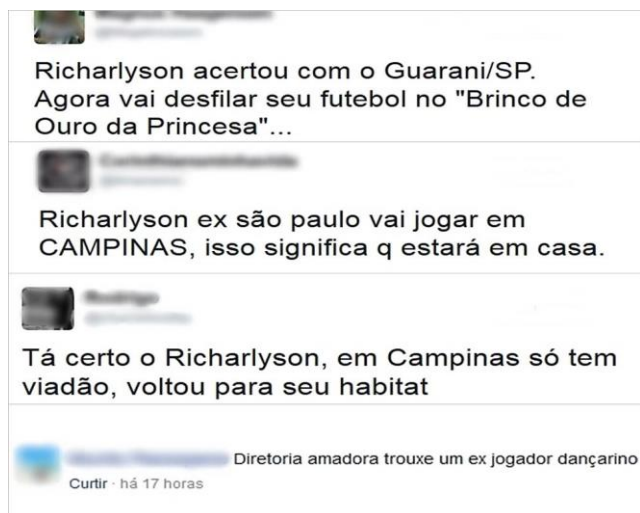 Richarlyson acertou com o Guarani/SP.
Agora vai desfilar seu futebol no "Brinco de
Ouro da Princesa"...
Richarlyson ex são paulo vai jogar em
CAMPINAS, isso significa q estará em casa.
Tá certo o Richarlyson, em Campinas só tem
viadão, voltou para seu habitat
Diretoria amadora trouxe um ex jogador dançarino
Curtir · há 17 horas